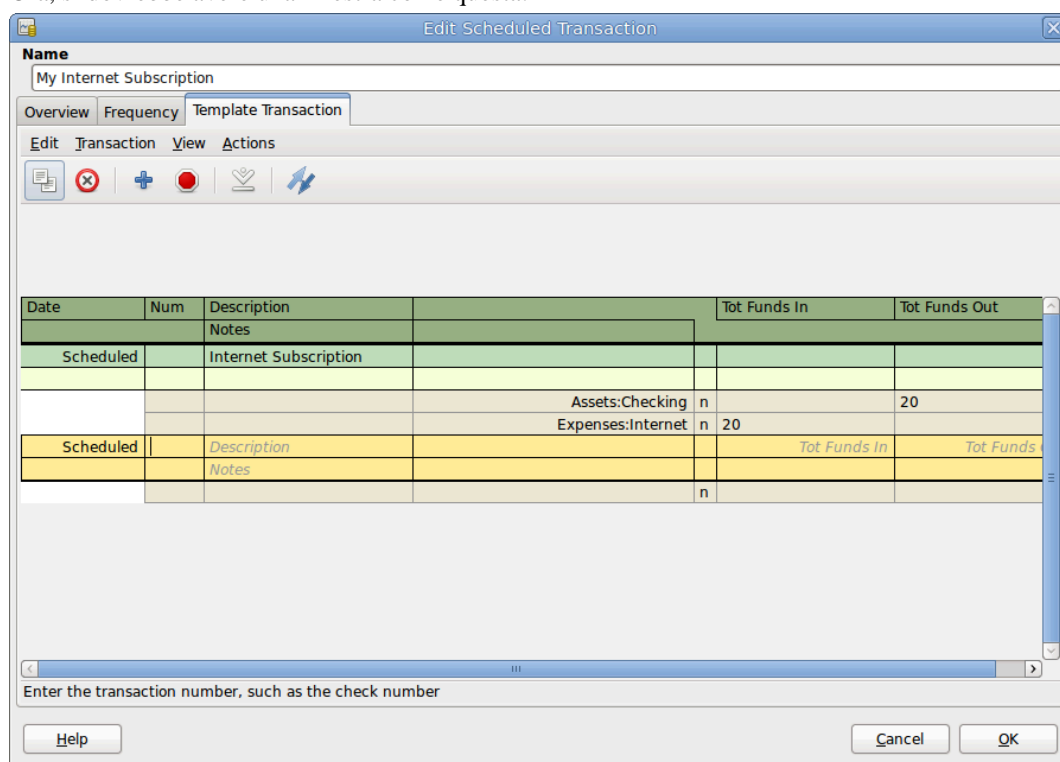 Edit Scheduled Transaction
Name
My Internet Subscription
Overview Frequency Template Transaction
Edit Transaction View Actions
Date Num Description Tot Funds In Tot Funds Out
Notes
Scheduled Internet Subscription
Assets:Checking n 20
Expenses:Internet n 20
Scheduled Description Tot Funds In Tot Funds
Notes
n
Enter the transaction number, such as the check number
Help Cancel OK